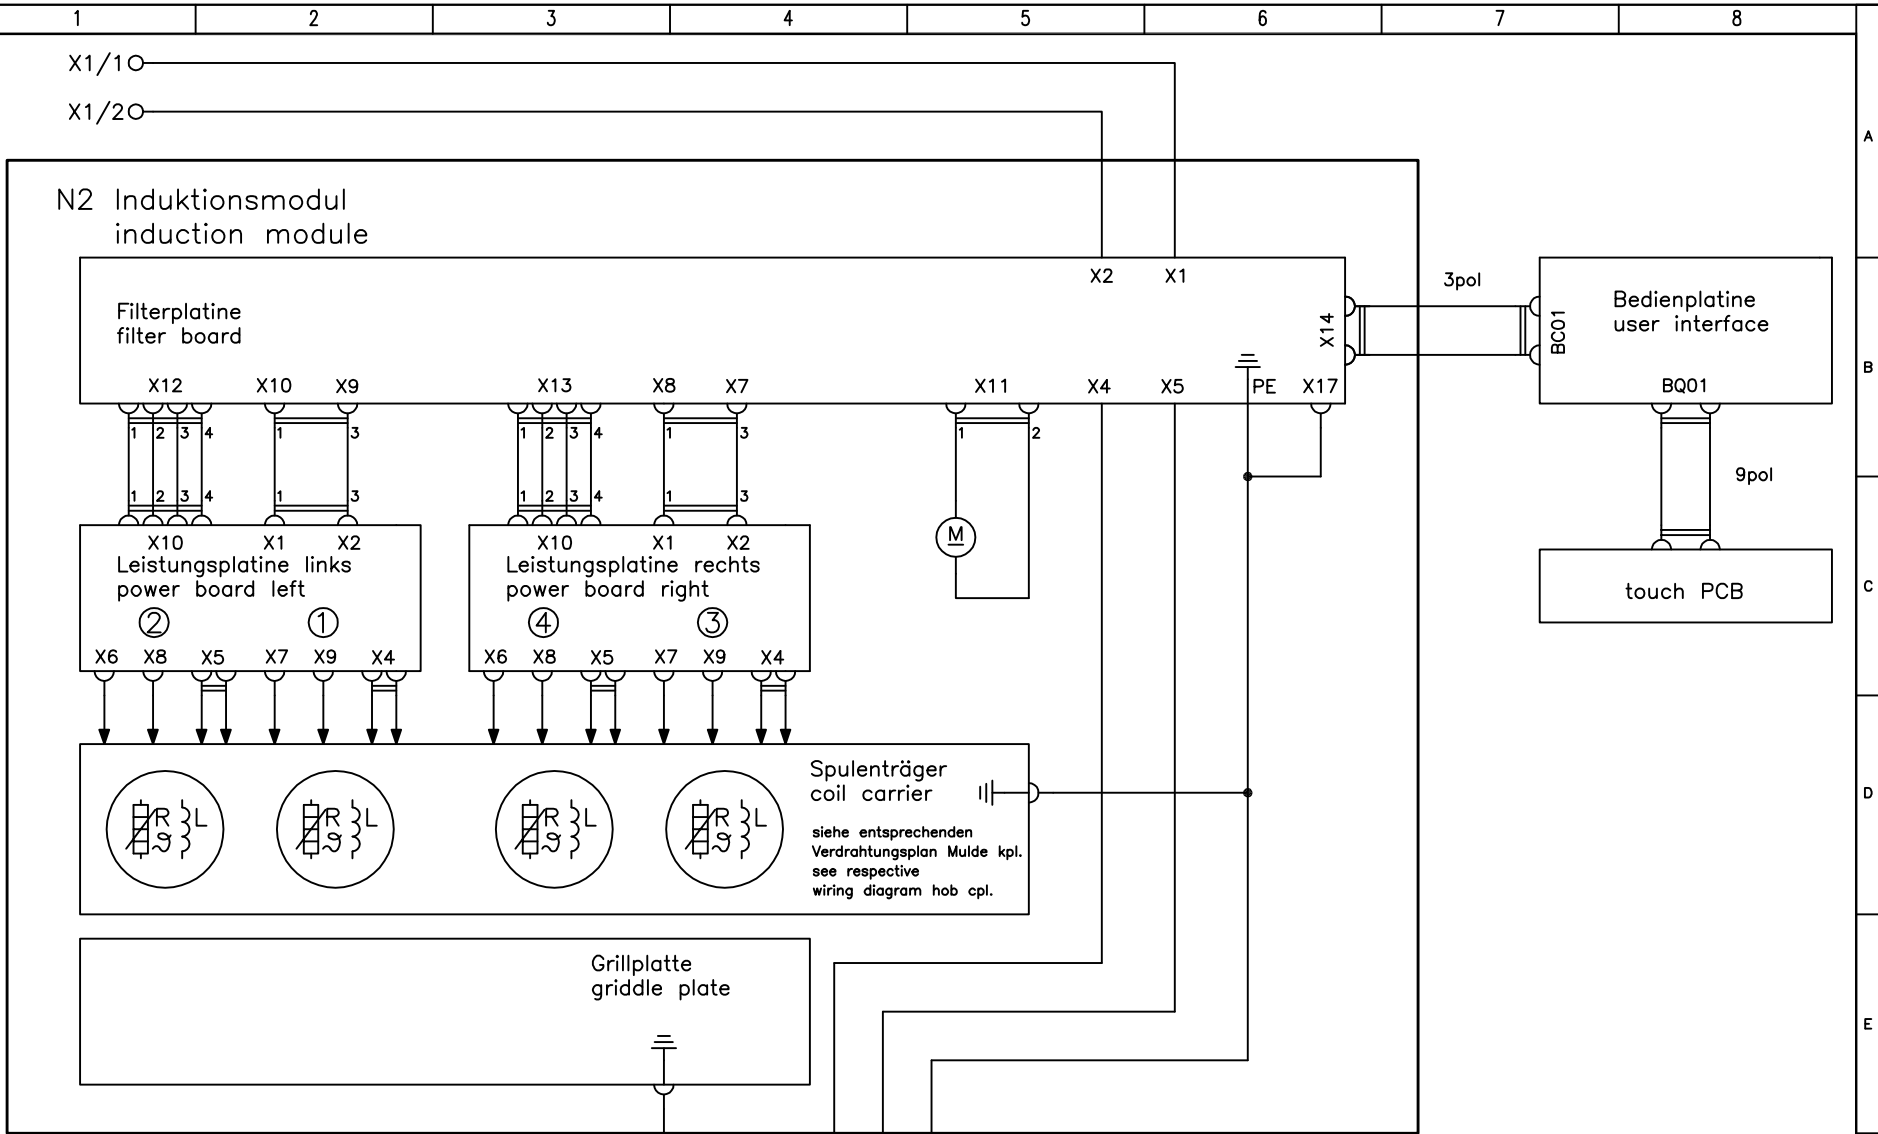 1 2 3 4 5 6 7 8
X1/1
X1/2
A
N2 Induktionsmodul
induction module
X2 X1
3pol
Filterplatine
filter board
X14
BC01
Bedienplatine
user interface
B
X12 X10 X9 X13 X8 X7 X11 X4 X5 PE X17
BQ01
1 2 3 4 1 3 1 2 3 4 1 3 1 2
9pol
1 2 3 4 1 3 1 2 3 4 1 3
M
X10 X1 X2
Leistungsplatine links
power board left
2 1
X6 X8 X5 X7 X9 X4
X10 X1 X2
Leistungsplatine rechts
power board right
4 3
X6 X8 X5 X7 X9 X4
touch PCB
C
R L R L R L R L
ϑ ϑ ϑ ϑ
Spulenträger
coil carrier
siehe entsprechenden
Verdrahtungsplan Mulde kpl.
see respective
wiring diagram hob cpl.
D
Grillplatte
griddle plate
E